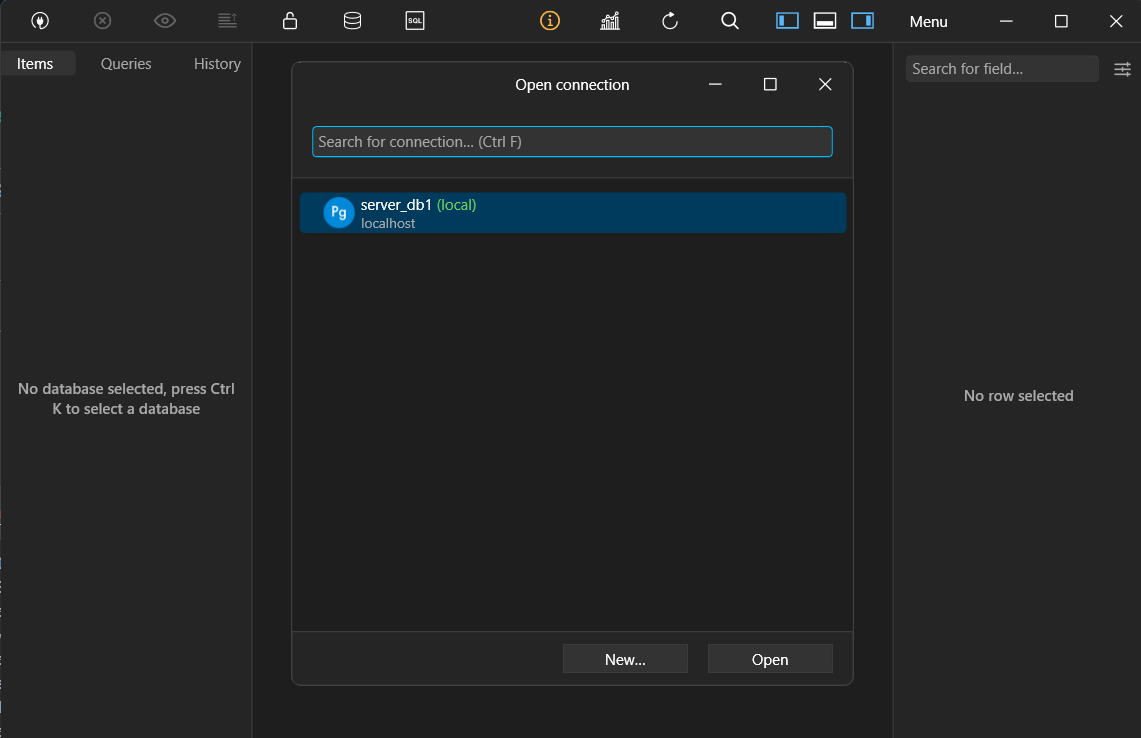 SQL
Menu
Items
Queries
History
Open connection
Search for field...
Search for connection... (Ctrl F)
Pg
server_db1 (local)
localhost
No database selected, press Ctrl
K to select a database
No row selected
New...
Open